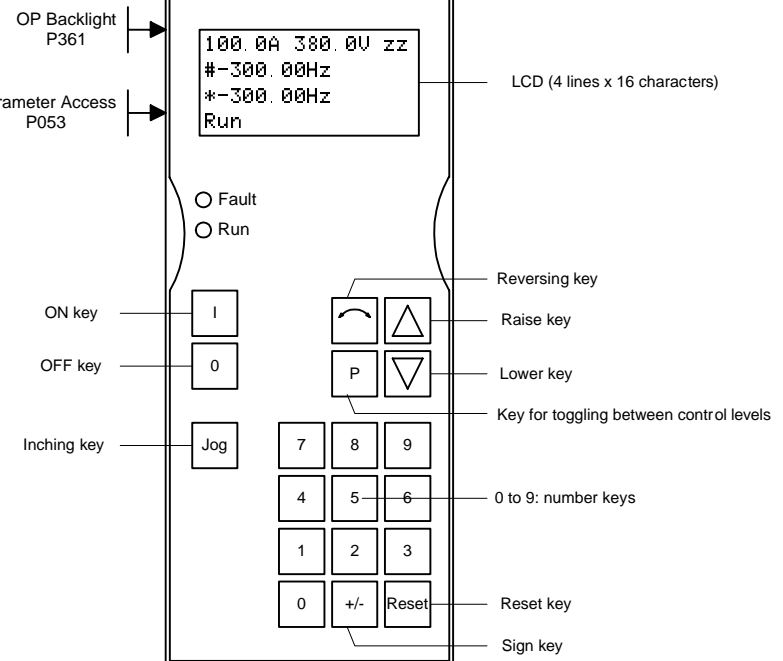 OP Backlight
P361
100.0A 380.0V zz
#-300.00Hz
*-300.00Hz
Run
LCD (4 lines x 16 characters)
rameter Access
P053
Fault
Run
Reversing key
ON key
I
Raise key
OFF key
0
P
Lower key
Key for toggling between control levels
Inching key
Jog
7 8 9
4 5 6
0 to 9: number keys
1 2 3
0 +/- Reset
Reset key
Sign key